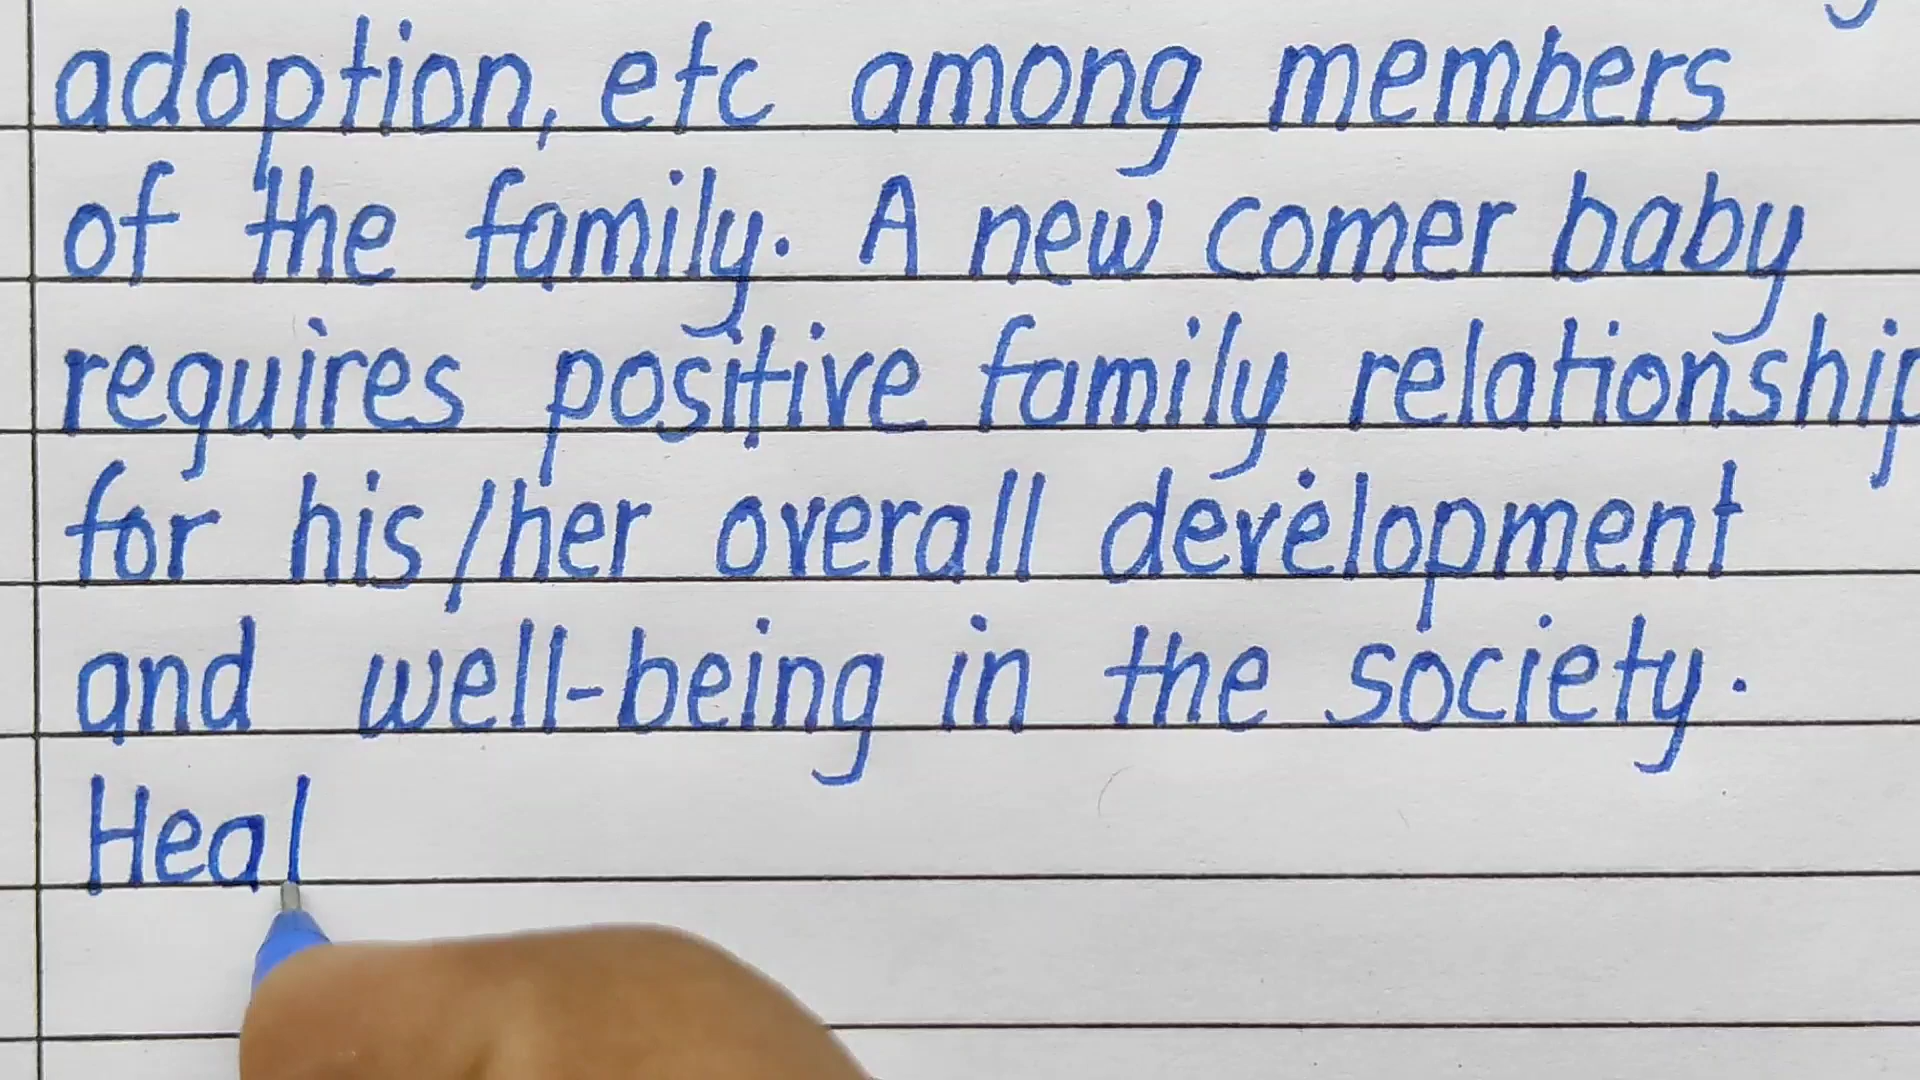 adoption, etc among members
of the family. A new comer baby
requires positive family relationship
for his/her overall development
and well-being in the society.
Heal